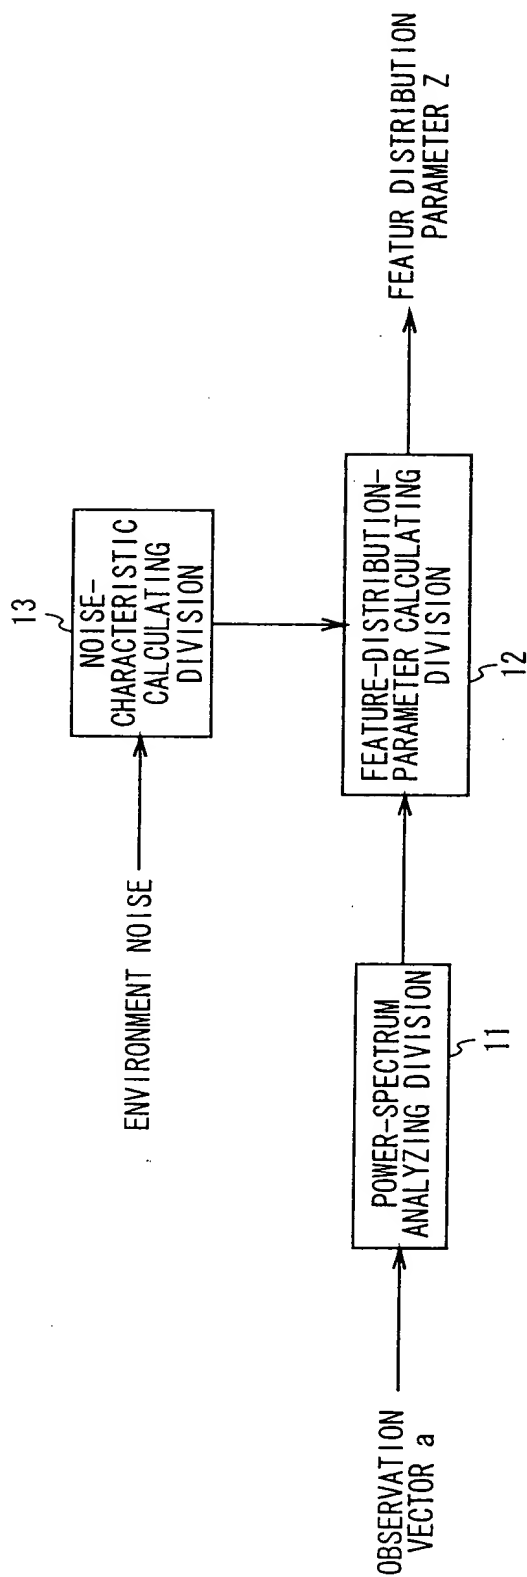 13
NOISE-
CHARACTERISTIC
CALCULATING
DIVISION
ENVIRONMENT NOISE
OBSERVATION
VECTOR a
POWER-SPECTRUM
ANALYZING DIVISION
11
FEATURE-DISTRIBUTION-
PARAMETER CALCULATING
DIVISION
12
FEATUR DISTRIBUTION
PARAMETER Z